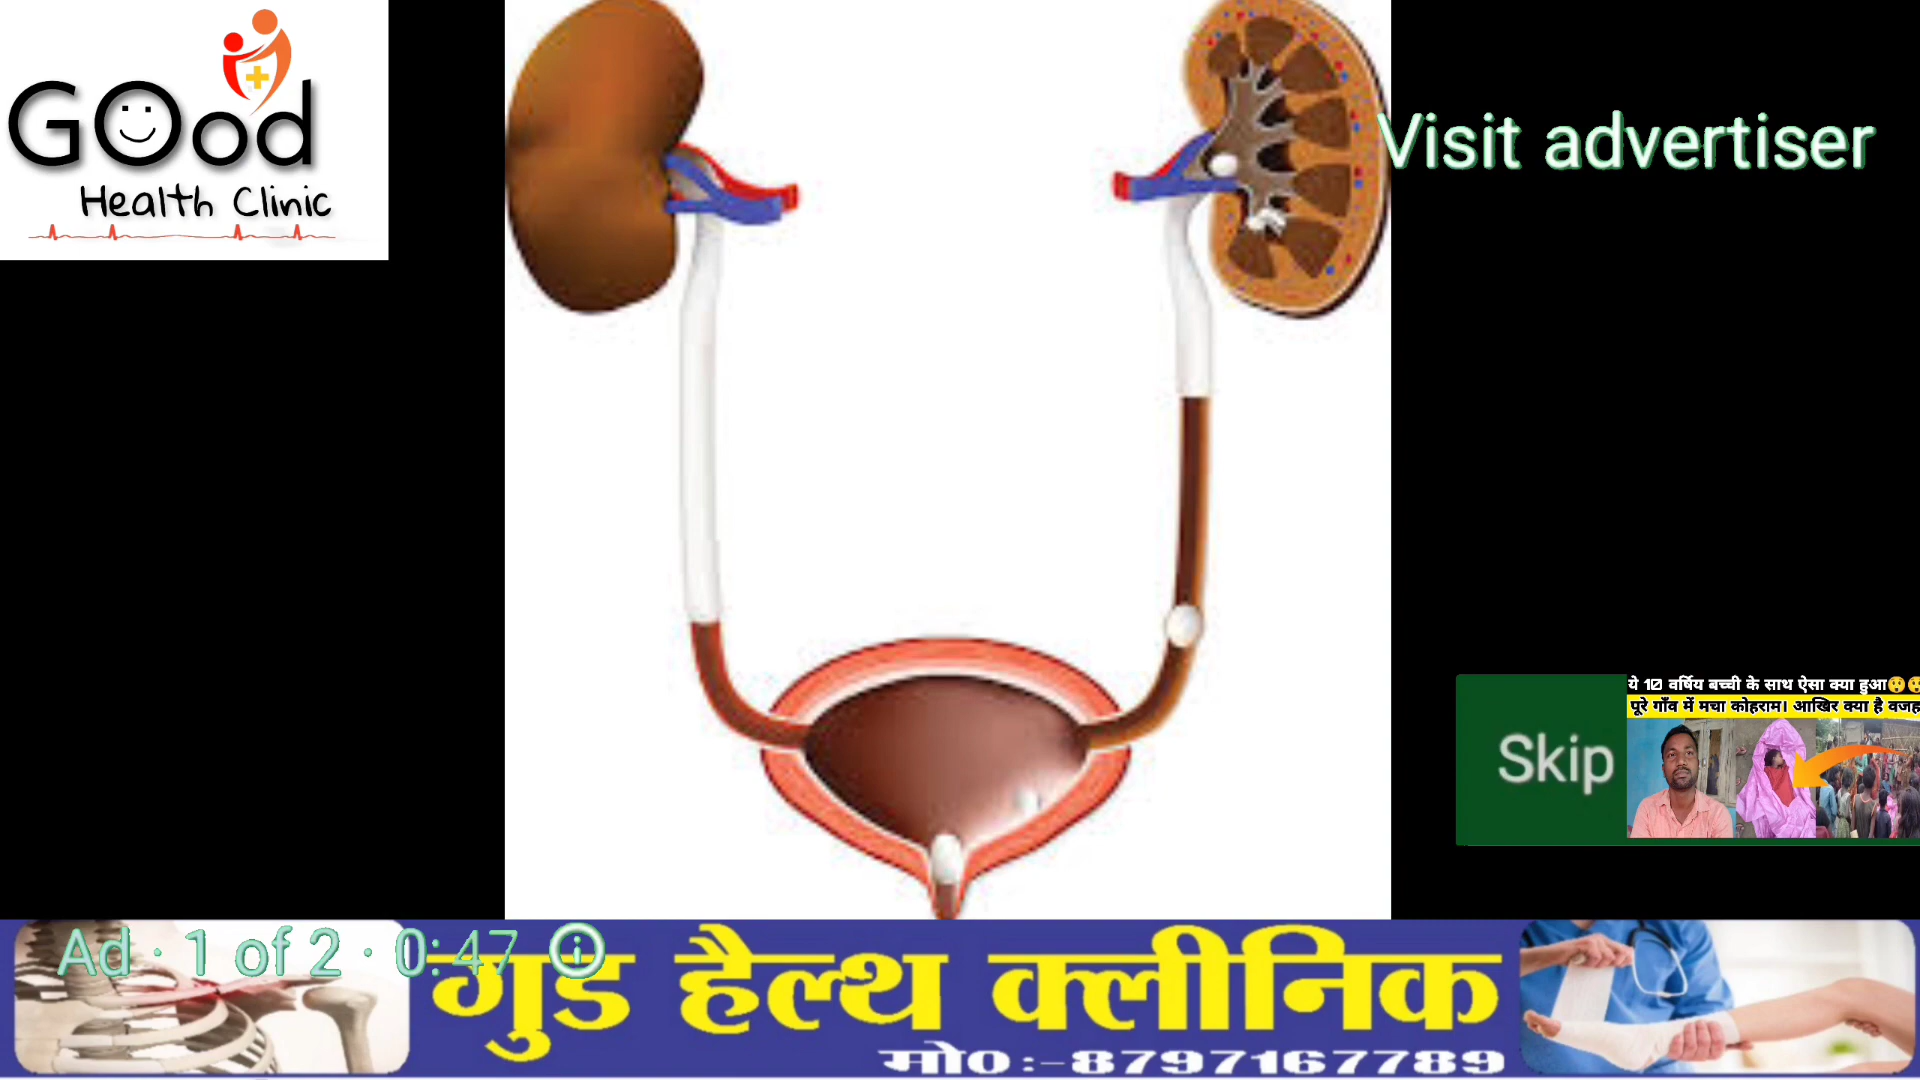 GOod
Health Clinic
Visit advertiser
ये 12 वर्षिय बच्ची के साथ ऐसा क्या हुआ😲😲
पूरे गाँव में मचा कोहराम। आखिर क्या है वजह
Skip
Ad · 1 of 2 · 0:47
गुड हैल्थ क्लीनिक
मो०:-8797167789